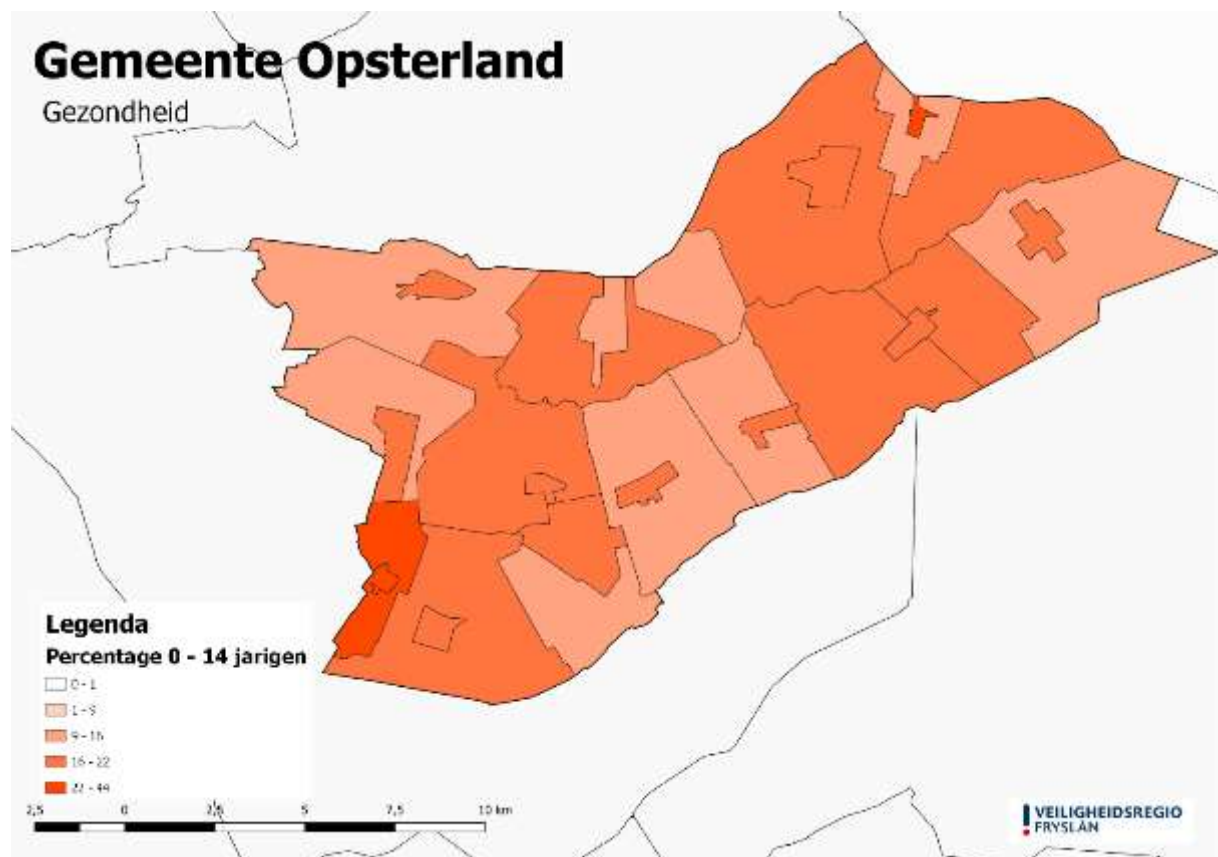 Gemeente Opsterland
Gezondheid
Legenda
Percentage 0 - 14 jarigen
0 - 1
1 - 9
9 - 16
16 - 22
22 - 44
2,5 0 2,5 5 7,5 10 km
VEILIGHEIDSREGIO
FRYSLÂN